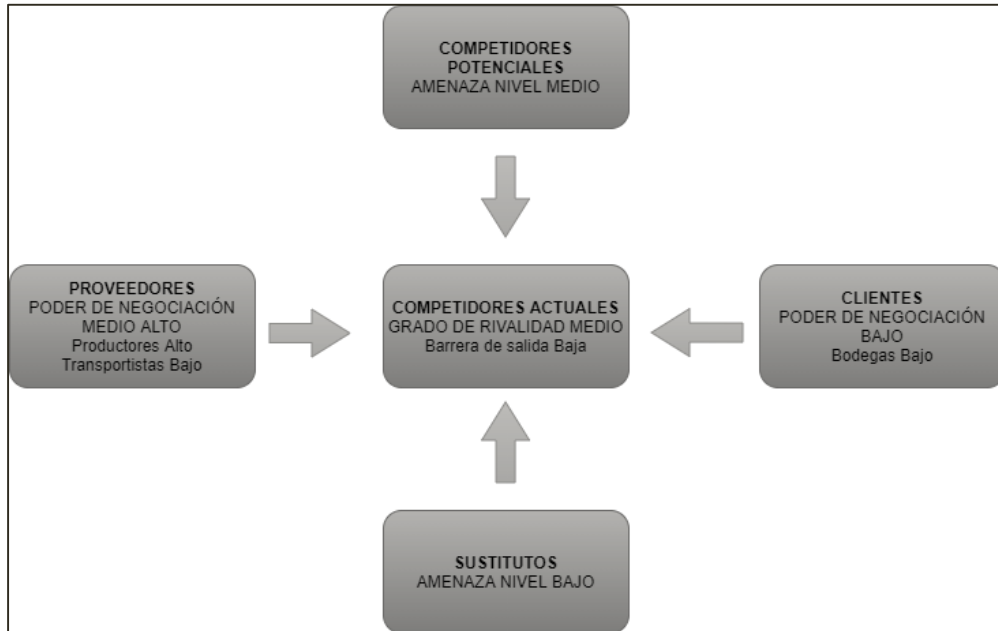 COMPETIDORES
POTENCIALES
AMENAZA NIVEL MEDIO
PROVEEDORES
PODER DE NEGOCIACIÓN
MEDIO ALTO
Productores Alto
Transportistas Bajo
COMPETIDORES ACTUALES
GRADO DE RIVALIDAD MEDIO
Barrera de salida Baja
CLIENTES
PODER DE NEGOCIACIÓN
BAJO
Bodegas Bajo
SUSTITUTOS
AMENAZA NIVEL BAJO